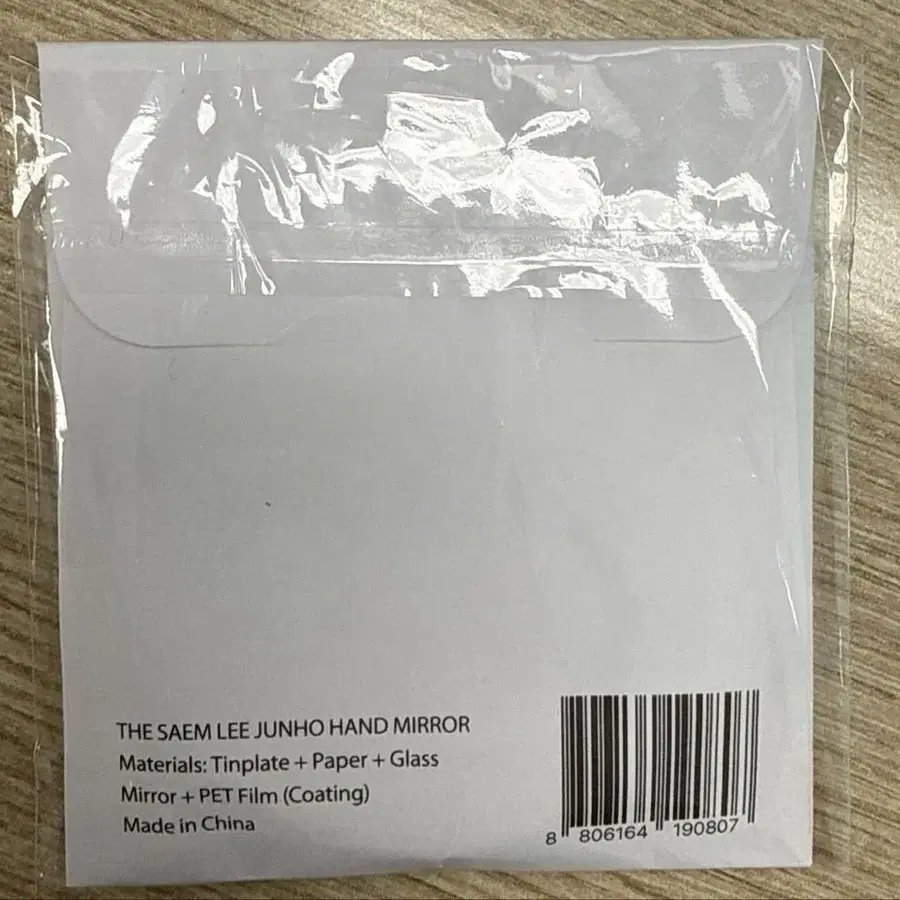 THE SAEM LEE JUNHO HAND MIRROR
Materials: Tinplate + Paper + Glass
Mirror + PET Film (Coating)
Made in China
8 806164 190807